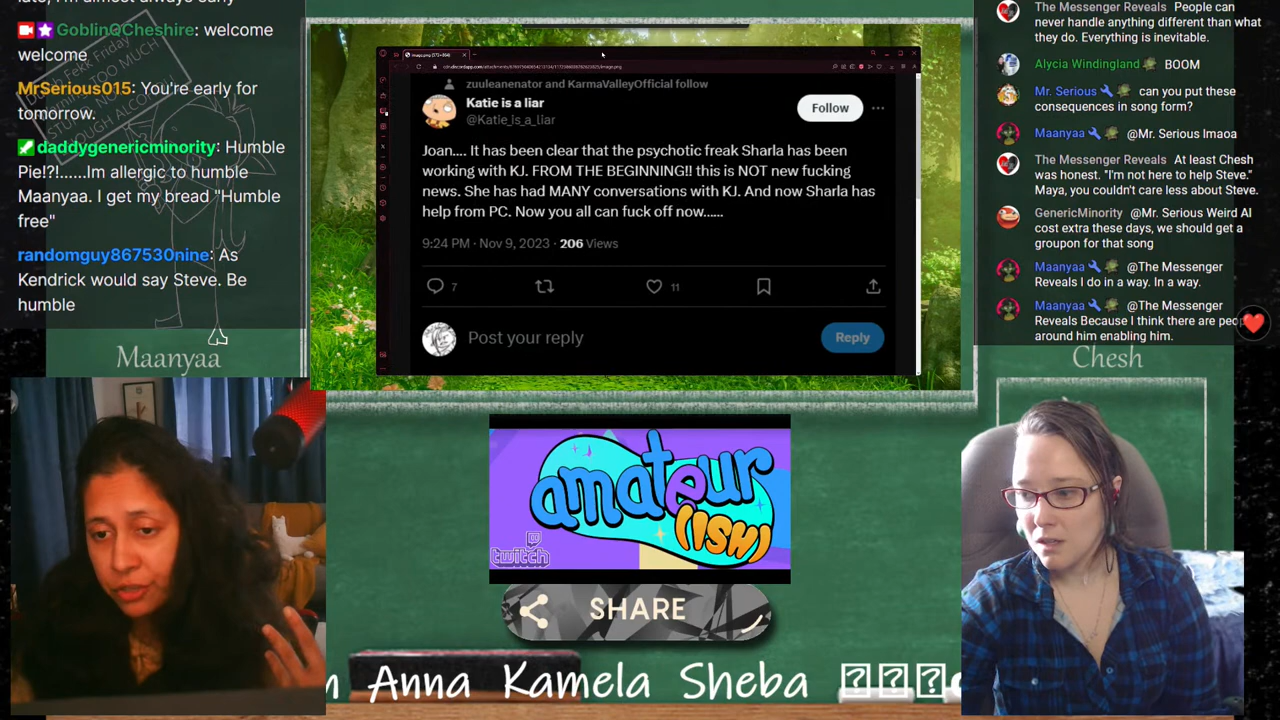 late, I'm almost always early
GoblinQCheshire: welcome
welcome
MrSerious015: You're early for
tomorrow.
daddygenericminority: Humble
Pie!?!......Im allergic to humble
Maanyaa. I get my bread "Humble
free"
randomguy867530nine: As
Kendrick would say Steve. Be
humble
Friday
TOO MUCH
ALCOHOL
Maanyaa
zuuleanenator and KarmaValleyOfficial follow
Katie is a liar
@Katie_is_a_liar
Follow
Joan.... It has been clear that the psychotic freak Sharla has been
working with KJ. FROM THE BEGINNING!! this is NOT new fucking
news. She has had MANY conversations with KJ. And now Sharla has
help from PC. Now you all can fuck off now......
9:24 PM · Nov 9, 2023 · 206 Views
7
11
Post your reply
Reply
The Messenger Reveals People can
never handle anything different than what
they do. Everything is inevitable.
Alycia Windingland BOOM
Mr. Serious can you put these
consequences in song form?
Maanyaa @Mr. Serious lmaoa
The Messenger Reveals At least Chesh
was honest. "I'm not here to help Steve."
Maya, you couldn't care less about Steve.
GenericMinority @Mr. Serious Weird Al
cost extra these days, we should get a
groupon for that song
Maanyaa @The Messenger
Reveals I do in a way. In a way.
Maanyaa @The Messenger
Reveals Because I think there are
around him enabling him.
Chesh
amateur
(ISH)
twitch
SHARE
Anna Kamela Sheba